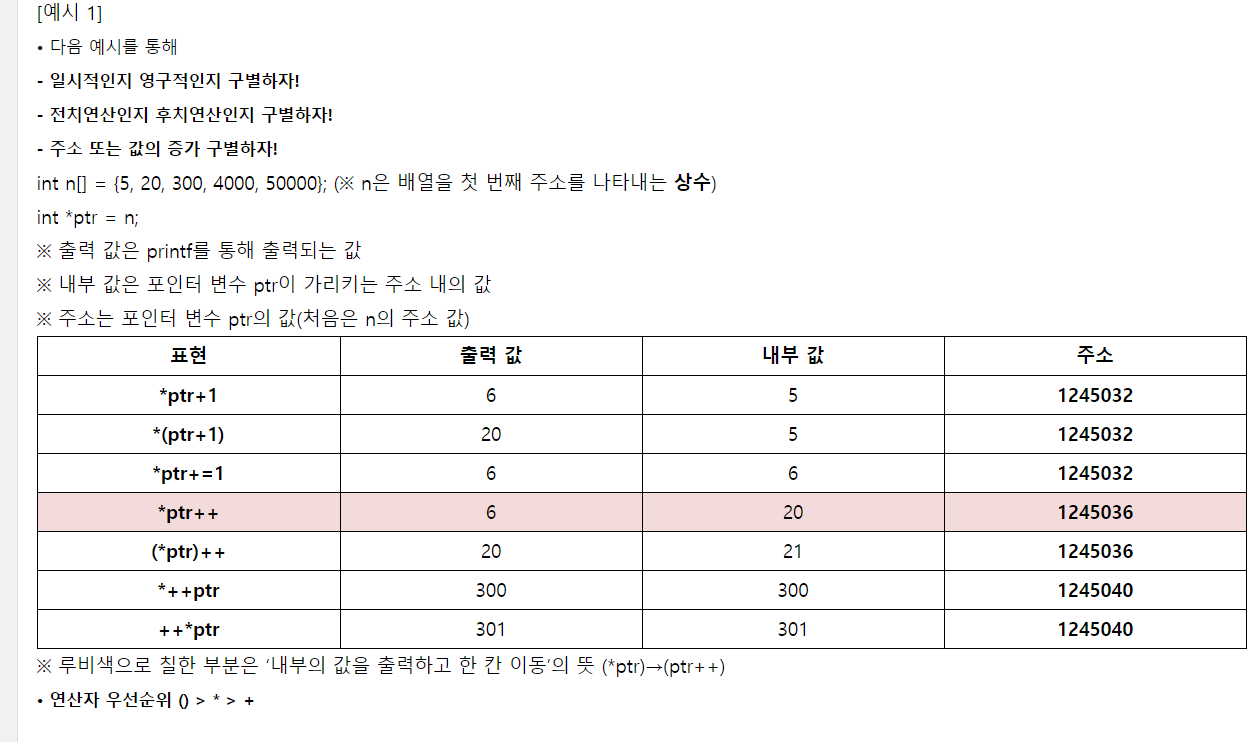 [예시 1]
• 다음 예시를 통해
- 일시적인지 영구적인지 구별하자!
- 전치연산인지 후치연산인지 구별하자!
- 주소 또는 값의 증가 구별하자!
int n[] = {5, 20, 300, 4000, 50000}; (※ n은 배열을 첫 번째 주소를 나타내는 상수)
int *ptr = n;
※ 출력 값은 printf를 통해 출력되는 값
※ 내부 값은 포인터 변수 ptr이 가리키는 주소 내의 값
※ 주소는 포인터 변수 ptr의 값(처음은 n의 주소 값)
표현 출력 값 내부 값 주소
*ptr+1 6 5 1245032
*(ptr+1) 20 5 1245032
*ptr+=1 6 6 1245032
*ptr++ 6 20 1245036
(*ptr)++ 20 21 1245036
*++ptr 300 300 1245040
++*ptr 301 301 1245040
※ 루비색으로 칠한 부분은 '내부의 값을 출력하고 한 칸 이동'의 뜻 (*ptr)→(ptr++)
• 연산자 우선순위 () > * > +